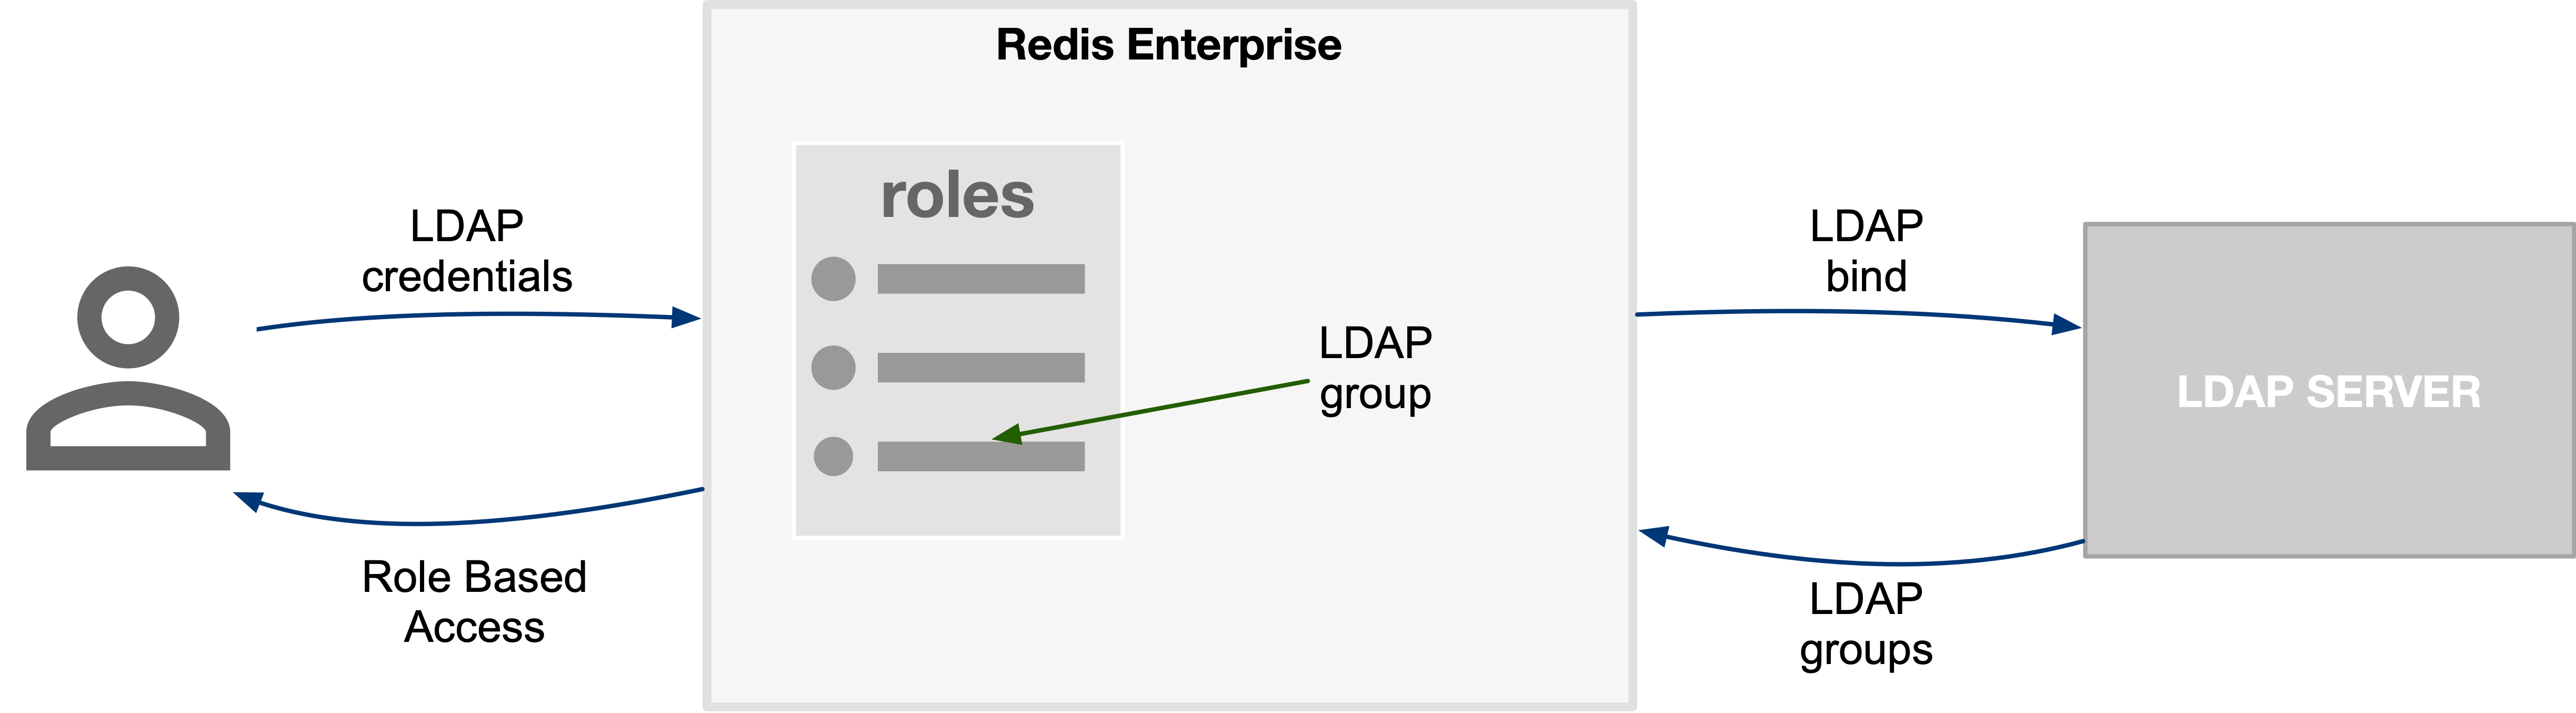 Redis Enterprise
roles
LDAP
credentials
LDAP
group
Role Based
Access
LDAP
bind
LDAP SERVER
LDAP
groups